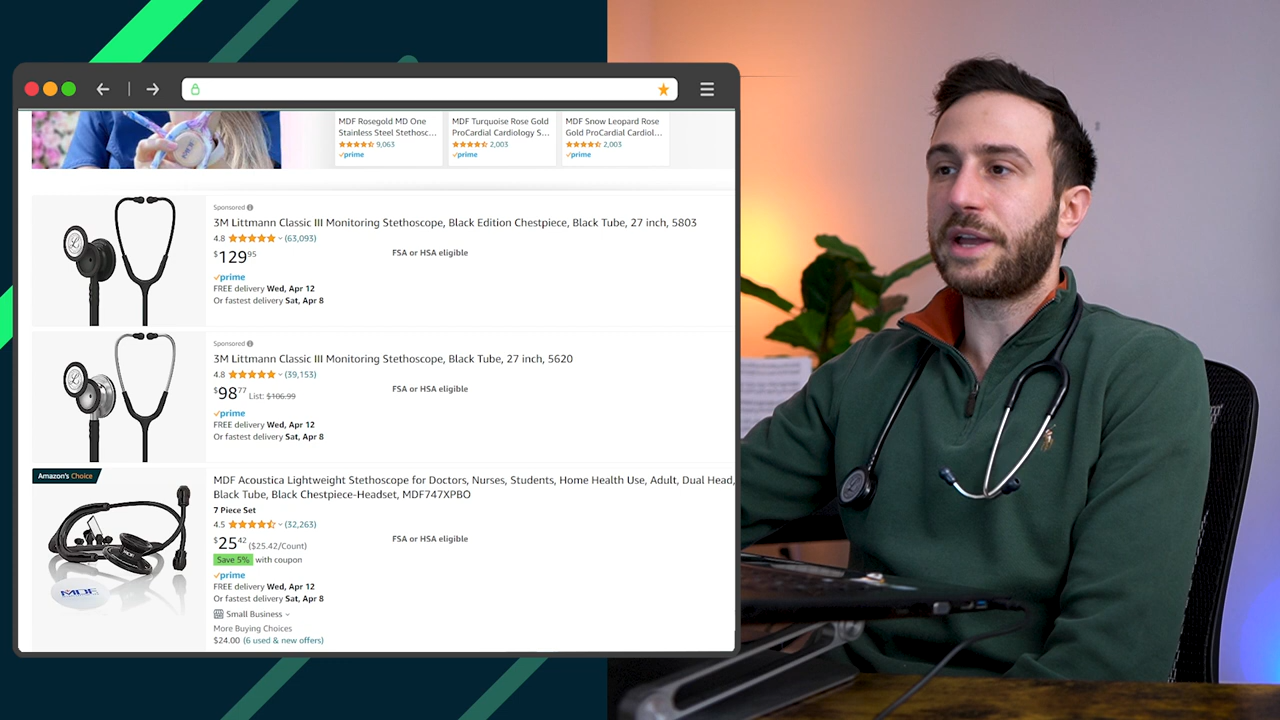 MDF Rosegold MD One
Stainless Steel Stethosc...
9,063
prime
MDF Turquoise Rose Gold
ProCardial Cardiology S...
2,003
prime
MDF Snow Leopard Rose
Gold ProCardial Cardiol...
2,003
prime
Sponsored
3M Littmann Classic III Monitoring Stethoscope, Black Edition Chestpiece, Black Tube, 27 inch, 5803
4.8 (63,093)
$129.95 FSA or HSA eligible
prime
FREE delivery Wed, Apr 12
Or fastest delivery Sat, Apr 8
Sponsored
3M Littmann Classic III Monitoring Stethoscope, Black Tube, 27 inch, 5620
4.8 (39,153)
$98.77 List: $106.99 FSA or HSA eligible
prime
FREE delivery Wed, Apr 12
Or fastest delivery Sat, Apr 8
Amazon's Choice
MDF Acoustica Lightweight Stethoscope for Doctors, Nurses, Students, Home Health Use, Adult, Dual Head,
Black Tube, Black Chestpiece-Headset, MDF747XPBO
7 Piece Set
4.5 (32,263)
$25.42 ($25.42/Count) FSA or HSA eligible
Save 5% with coupon
prime
FREE delivery Wed, Apr 12
Or fastest delivery Sat, Apr 8
Small Business
More Buying Choices
$24.00 (6 used & new offers)
MDF